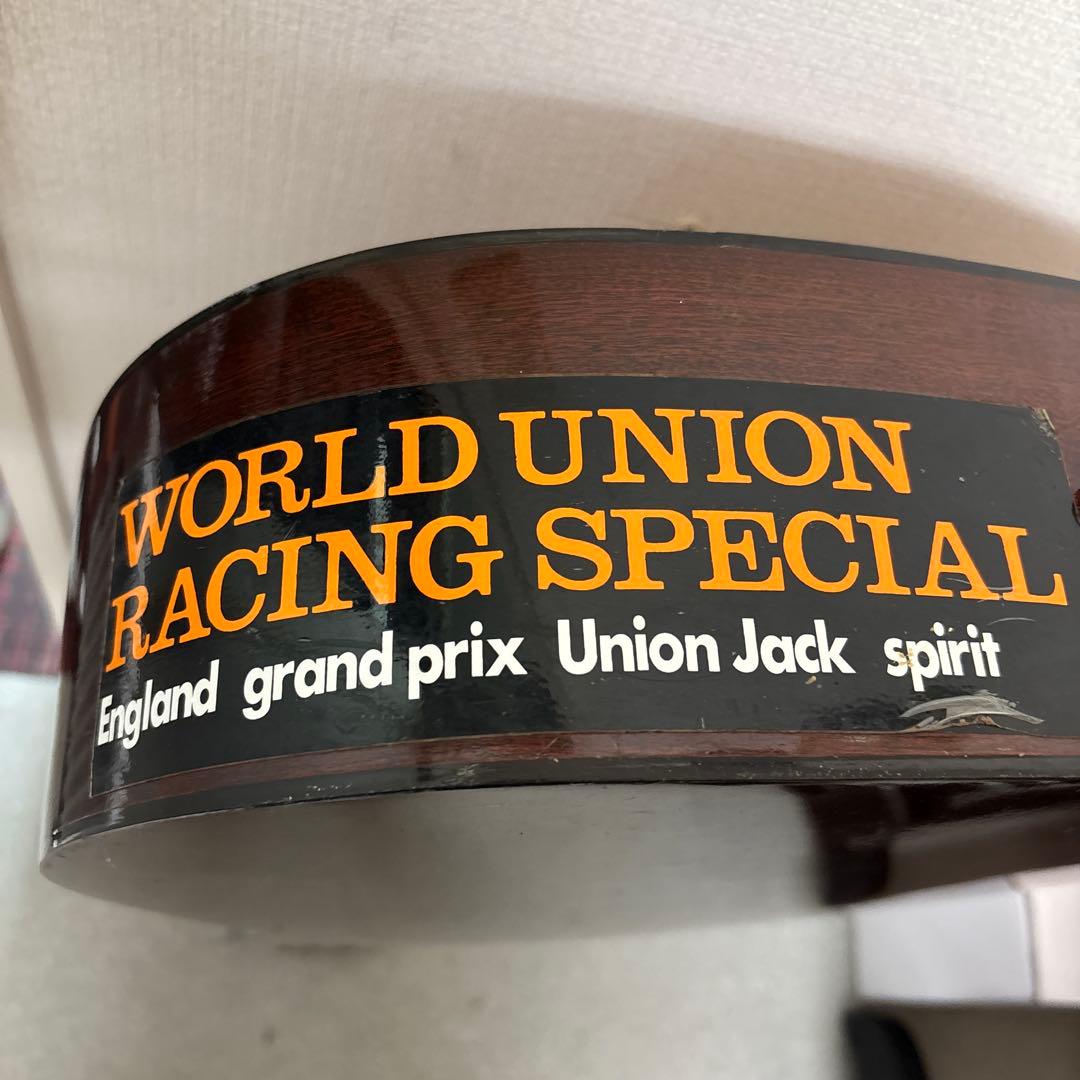 WORLD UNION
RACING SPECIAL
England grand prix Union Jack spirit